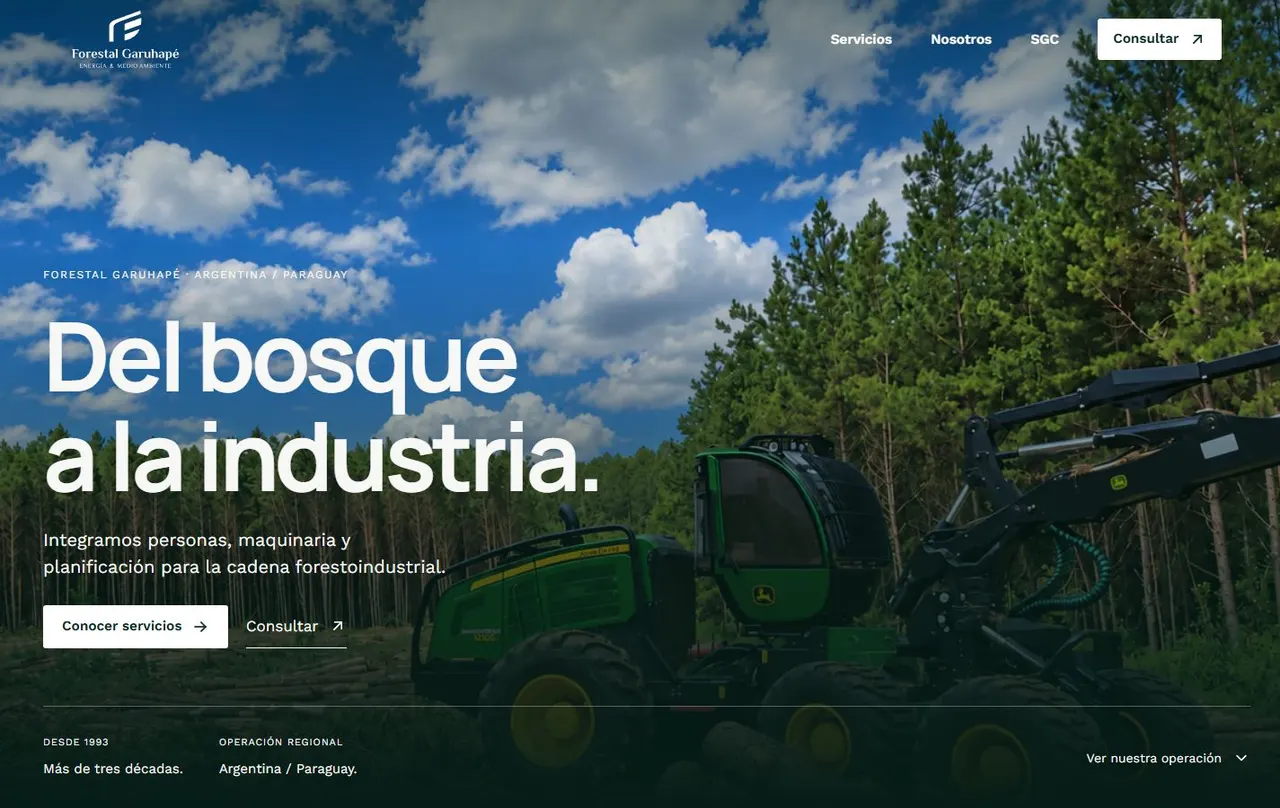 Forestal Garuhapé
ENERGÍA & MEDIO AMBIENTE
Servicios
Nosotros
SGC
Consultar
FORESTAL GARUHAPÉ · ARGENTINA / PARAGUAY
Del bosque
a la industria.
Integramos personas, maquinaria y
planificación para la cadena forestoindustrial.
Conocer servicios
Consultar
DESDE 1993
Más de tres décadas.
OPERACIÓN REGIONAL
Argentina / Paraguay.
Ver nuestra operación